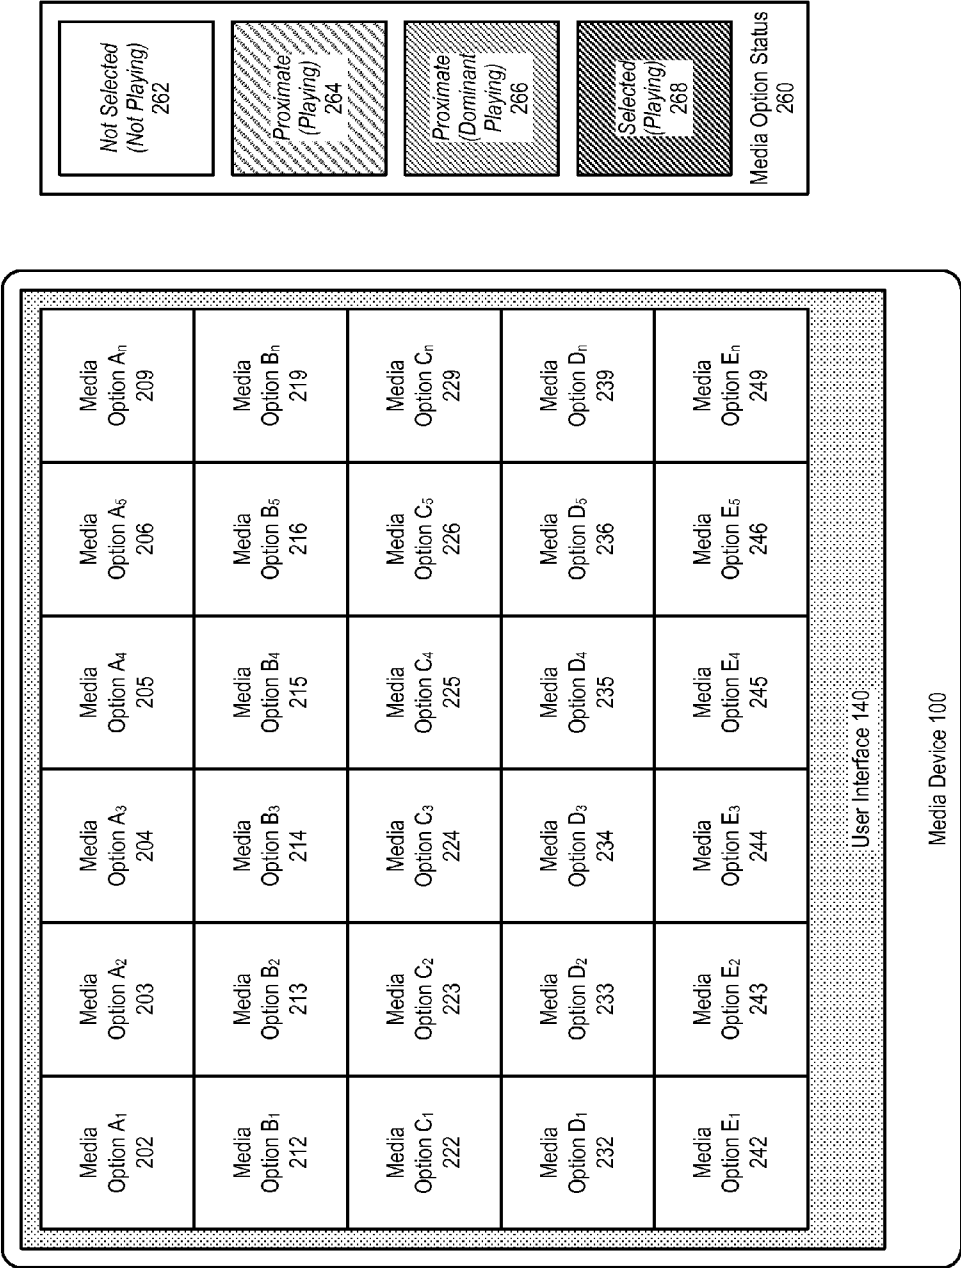 Media
Option A₁
202
Media
Option A₂
203
Media
Option A₃
204
Media
Option A₄
205
Media
Option A₅
206
Media
Option Aₙ
209
Media
Option B₁
212
Media
Option B₂
213
Media
Option B₃
214
Media
Option B₄
215
Media
Option B₅
216
Media
Option Bₙ
219
Media
Option C₁
222
Media
Option C₂
223
Media
Option C₃
224
Media
Option C₄
225
Media
Option C₅
226
Media
Option Cₙ
229
Media
Option D₁
232
Media
Option D₂
233
Media
Option D₃
234
Media
Option D₄
235
Media
Option D₅
236
Media
Option Dₙ
239
Media
Option E₁
242
Media
Option E₂
243
Media
Option E₃
244
Media
Option E₄
245
Media
Option E₅
246
Media
Option Eₙ
249
User Interface 140
Media Device 100
Not Selected
(Not Playing)
262
Proximate
(Playing)
264
Proximate
(Dominant
Playing)
266
Selected
(Playing)
268
Media Option Status
260